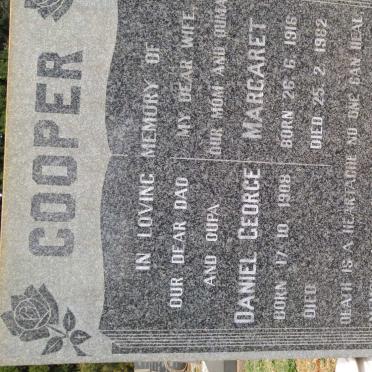 COOPER
IN LOVING MEMORY OF
OUR DEAR DAD MY DEAR WIFE,
AND OUPA OUR MOM AND OUMA
DANIEL GEORGE MARGARET
BORN 17. 10. 1908 BORN 26. 6. 1916
DIED DIED 25. 2. 1982
DEATH IS A HEARTACHE NO ONE CAN HEAL